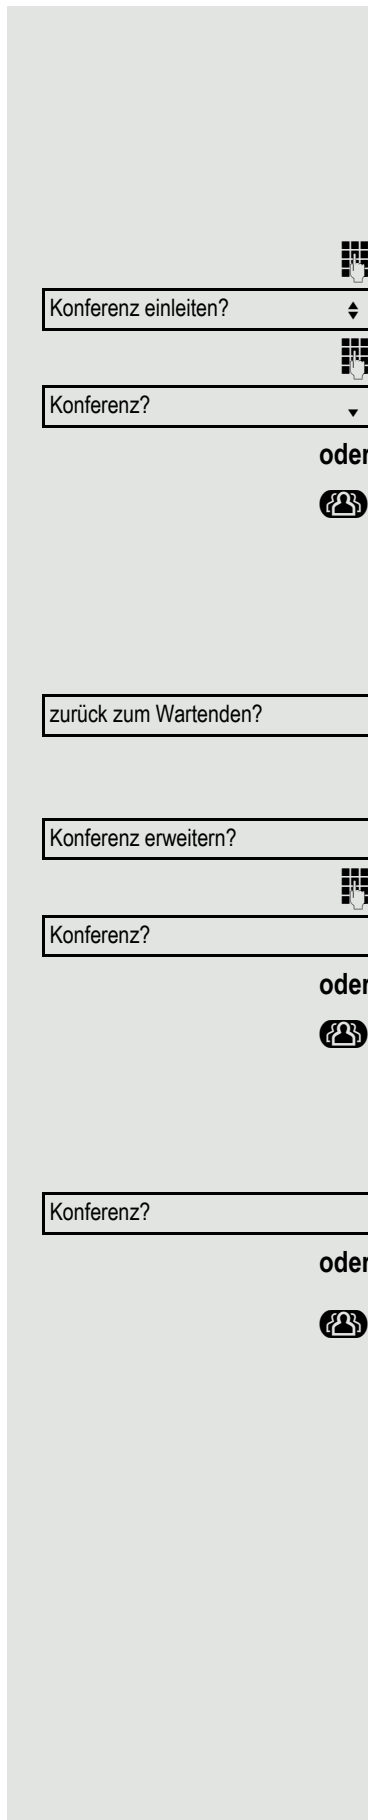 Konferenz einleiten?
Konferenz?
oder
zurück zum Wartenden?
Konferenz erweitern?
Konferenz?
oder
Konferenz?
oder